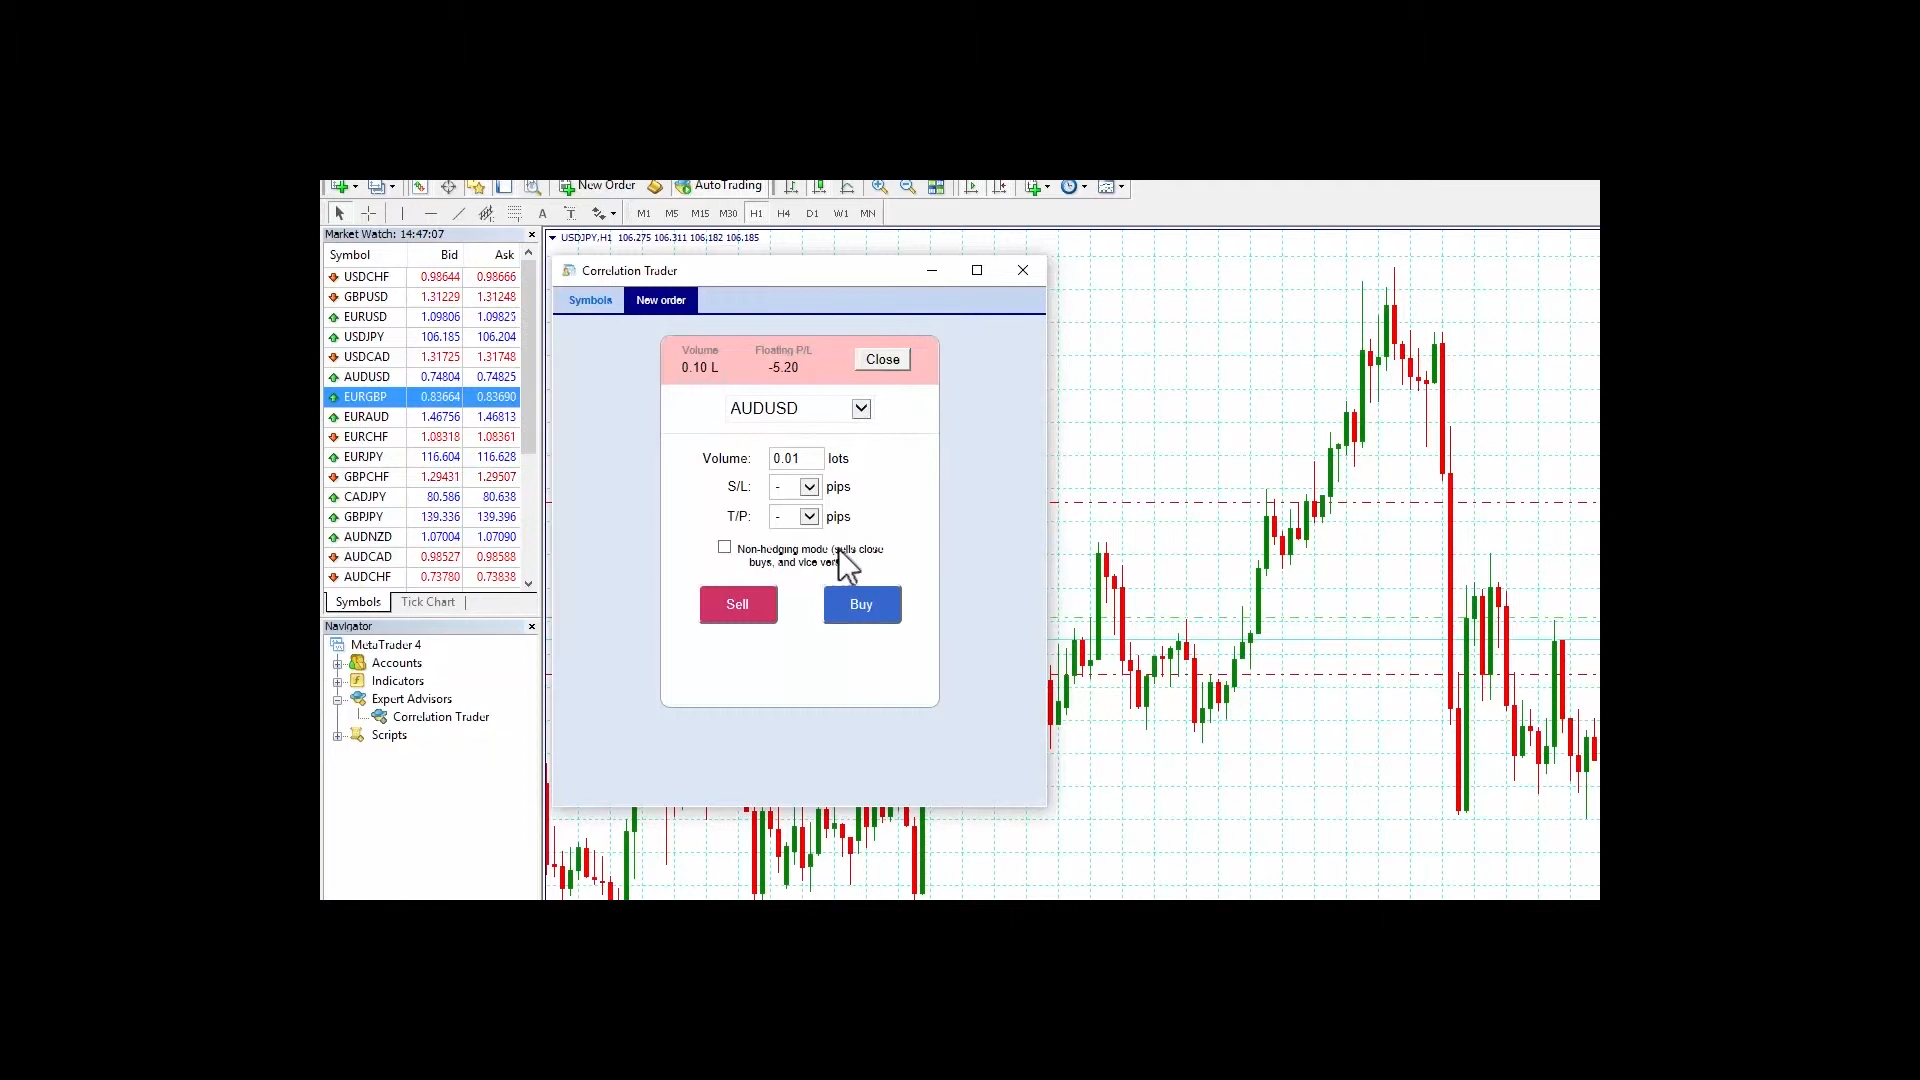 New Order AutoTrading
A T M1 M5 M15 M30 H1 H4 D1 W1 MN
Market Watch: 14:47:07
Symbol Bid Ask
USDCHF 0.98644 0.98666
GBPUSD 1.31229 1.31248
EURUSD 1.09806 1.09825
USDJPY 106.185 106.204
USDCAD 1.31725 1.31748
AUDUSD 0.74804 0.74825
EURGBP 0.83664 0.83690
EURAUD 1.46756 1.46813
EURCHF 1.08318 1.08361
EURJPY 116.604 116.628
GBPCHF 1.29431 1.29507
CADJPY 80.586 80.638
GBPJPY 139.336 139.396
AUDNZD 1.07004 1.07090
AUDCAD 0.98527 0.98588
AUDCHF 0.73780 0.73838
Symbols Tick Chart
Navigator
MetaTrader 4
Accounts
Indicators
Expert Advisors
Correlation Trader
Scripts
USDJPY,H1 106.275 106.311 106.182 106.185
Correlation Trader
Symbols New order
Volume Floating P/L
0.10 L -5.20 Close
AUDUSD
Volume: 0.01 lots
S/L: - pips
T/P: - pips
Non-hedging mode close
buys, and vice
Sell Buy